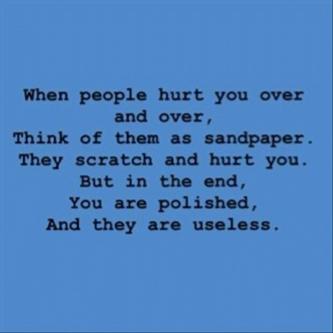 When people hurt you over
and over,
Think of them as sandpaper.
They scratch and hurt you.
But in the end,
You are polished,
And they are useless.